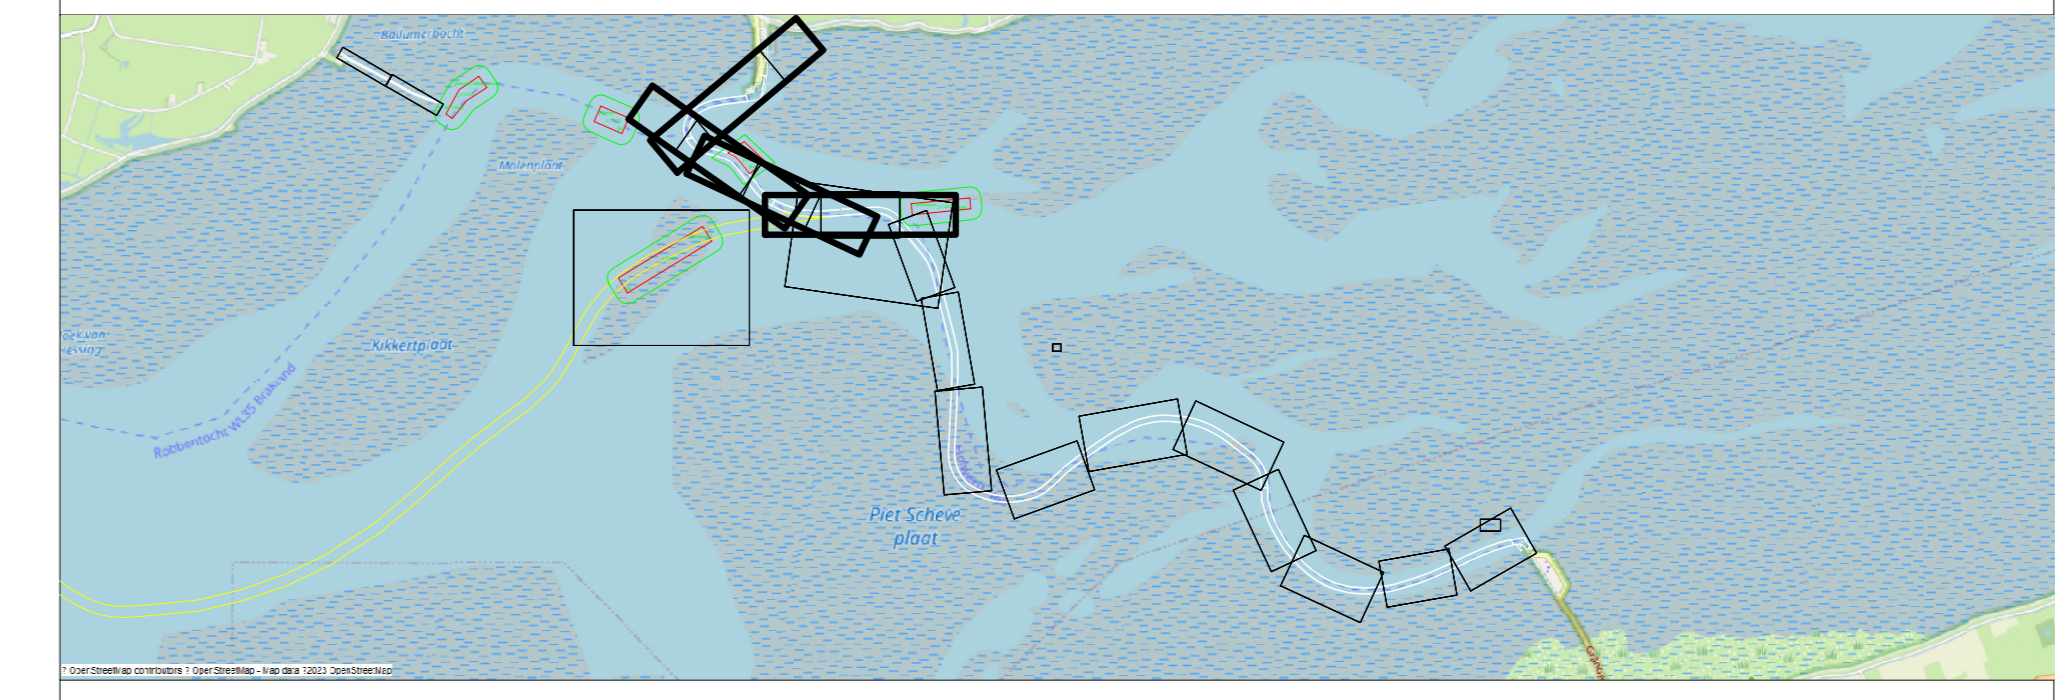 Ballumerbocht
Molenplaat
Kikkertplaat
Robbentocht WL35 Brakzand
Piet Scheve
plaat
? OpenStreetMap contributors ? OpenStreetMap - Map data ?2023 OpenStreetMap